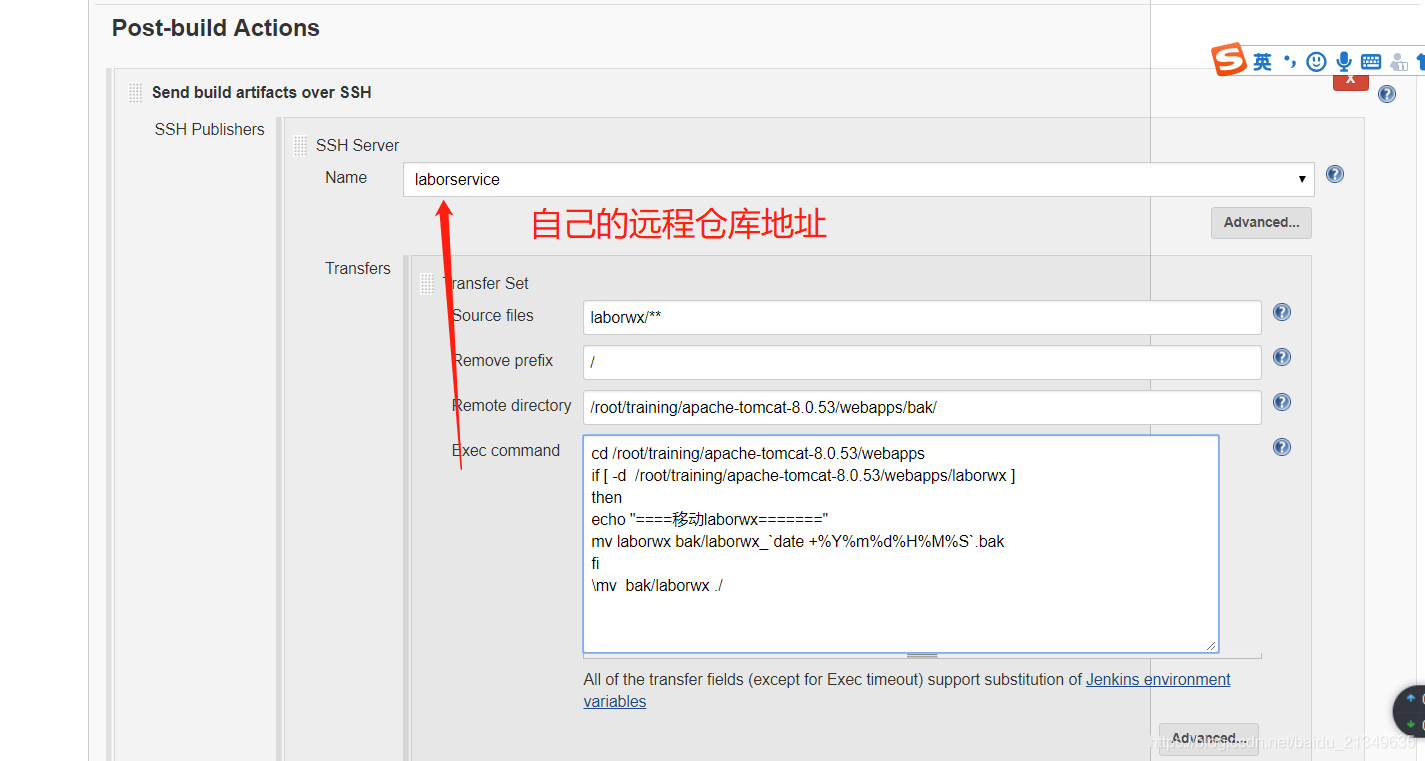 Post-build Actions
英
X
Send build artifacts over SSH
SSH Publishers
SSH Server
Name
laborservice
自己的远程仓库地址
Advanced...
Transfers
Transfer Set
Source files
laborwx/**
Remove prefix
/
Remote directory
/root/training/apache-tomcat-8.0.53/webapps/bak/
Exec command
cd /root/training/apache-tomcat-8.0.53/webapps
if [ -d  /root/training/apache-tomcat-8.0.53/webapps/laborwx ]
then
echo "====移动laborwx======="
mv laborwx bak/laborwx_`date +%Y%m%d%H%M%S`.bak
fi
\mv  bak/laborwx ./
All of the transfer fields (except for Exec timeout) support substitution of Jenkins environment
variables
Advanced...
https://blog.csdn.net/baidu_21349635